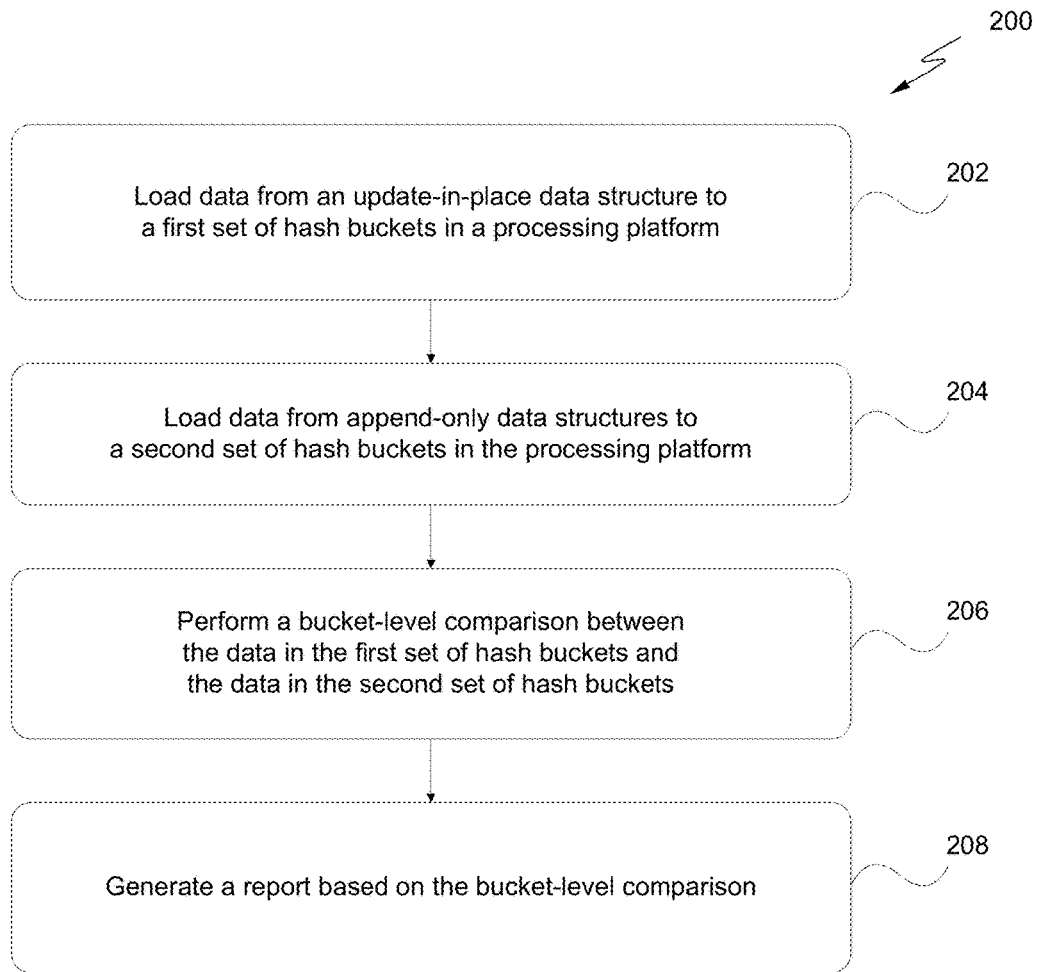 200
Load data from an update-in-place data structure to
a first set of hash buckets in a processing platform
202
Load data from append-only data structures to
a second set of hash buckets in the processing platform
204
Perform a bucket-level comparison between
the data in the first set of hash buckets and
the data in the second set of hash buckets
206
Generate a report based on the bucket-level comparison
208